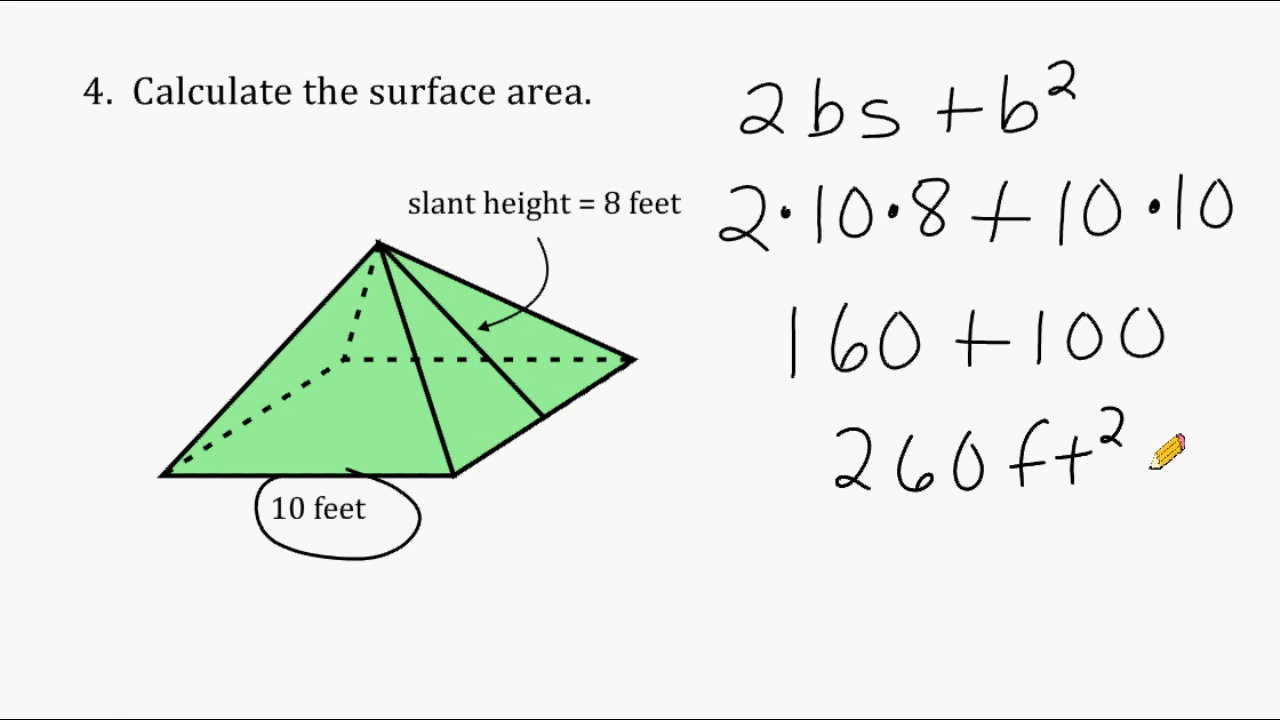 4. Calculate the surface area.
slant height = 8 feet
10 feet
2bs + b²
2·10·8 + 10·10
160 + 100
260 ft²